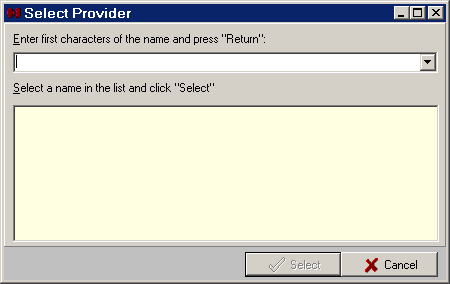 Select Provider
Enter first characters of the name and press "Return":
Select a name in the list and click "Select"
Select
Cancel